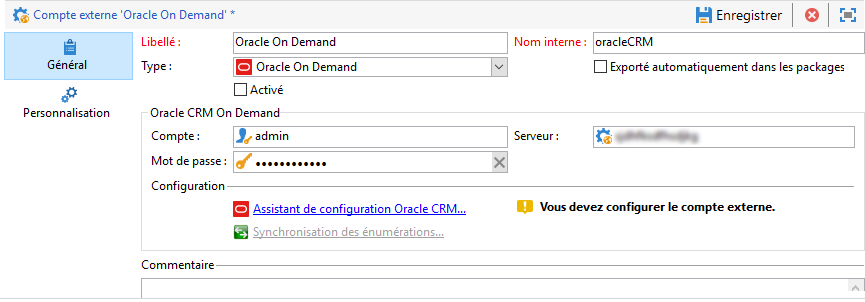 Compte externe 'Oracle On Demand' *
Enregistrer
Général
Personnalisation
Libellé : Oracle On Demand Nom interne : oracleCRM
Type : Oracle On Demand Exporté automatiquement dans les packages
Activé
Oracle CRM On Demand
Compte : admin Serveur :
Mot de passe : ••••••••••••
Configuration
Assistant de configuration Oracle CRM... Vous devez configurer le compte externe.
Synchronisation des énumérations...
Commentaire